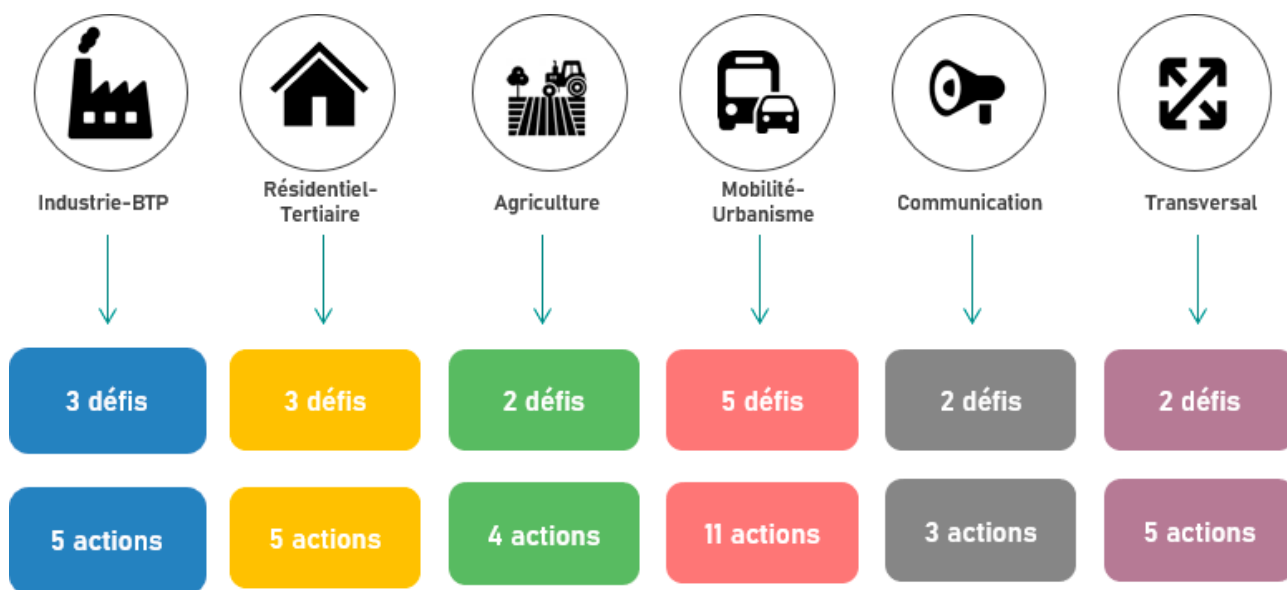 Industrie-BTP
Résidentiel-
Tertiaire
Agriculture
Mobilité-
Urbanisme
Communication
Transversal
3 défis
3 défis
2 défis
5 défis
2 défis
2 défis
5 actions
5 actions
4 actions
11 actions
3 actions
5 actions